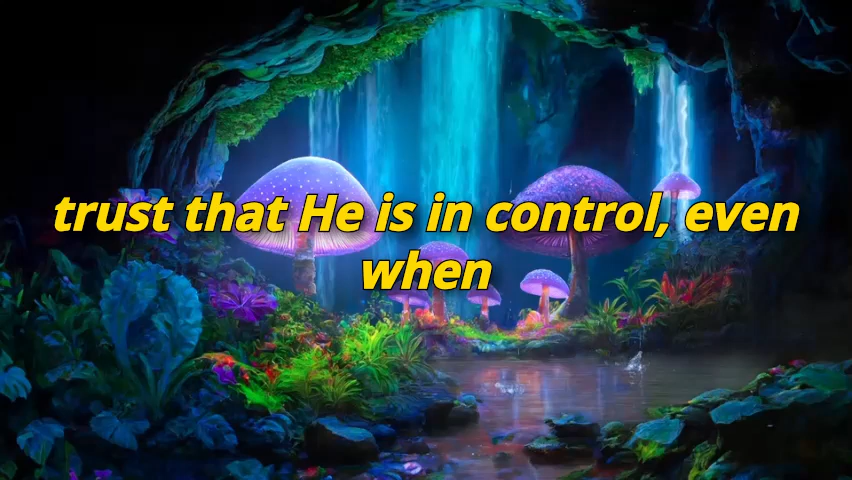 trust that He is in control, even
when